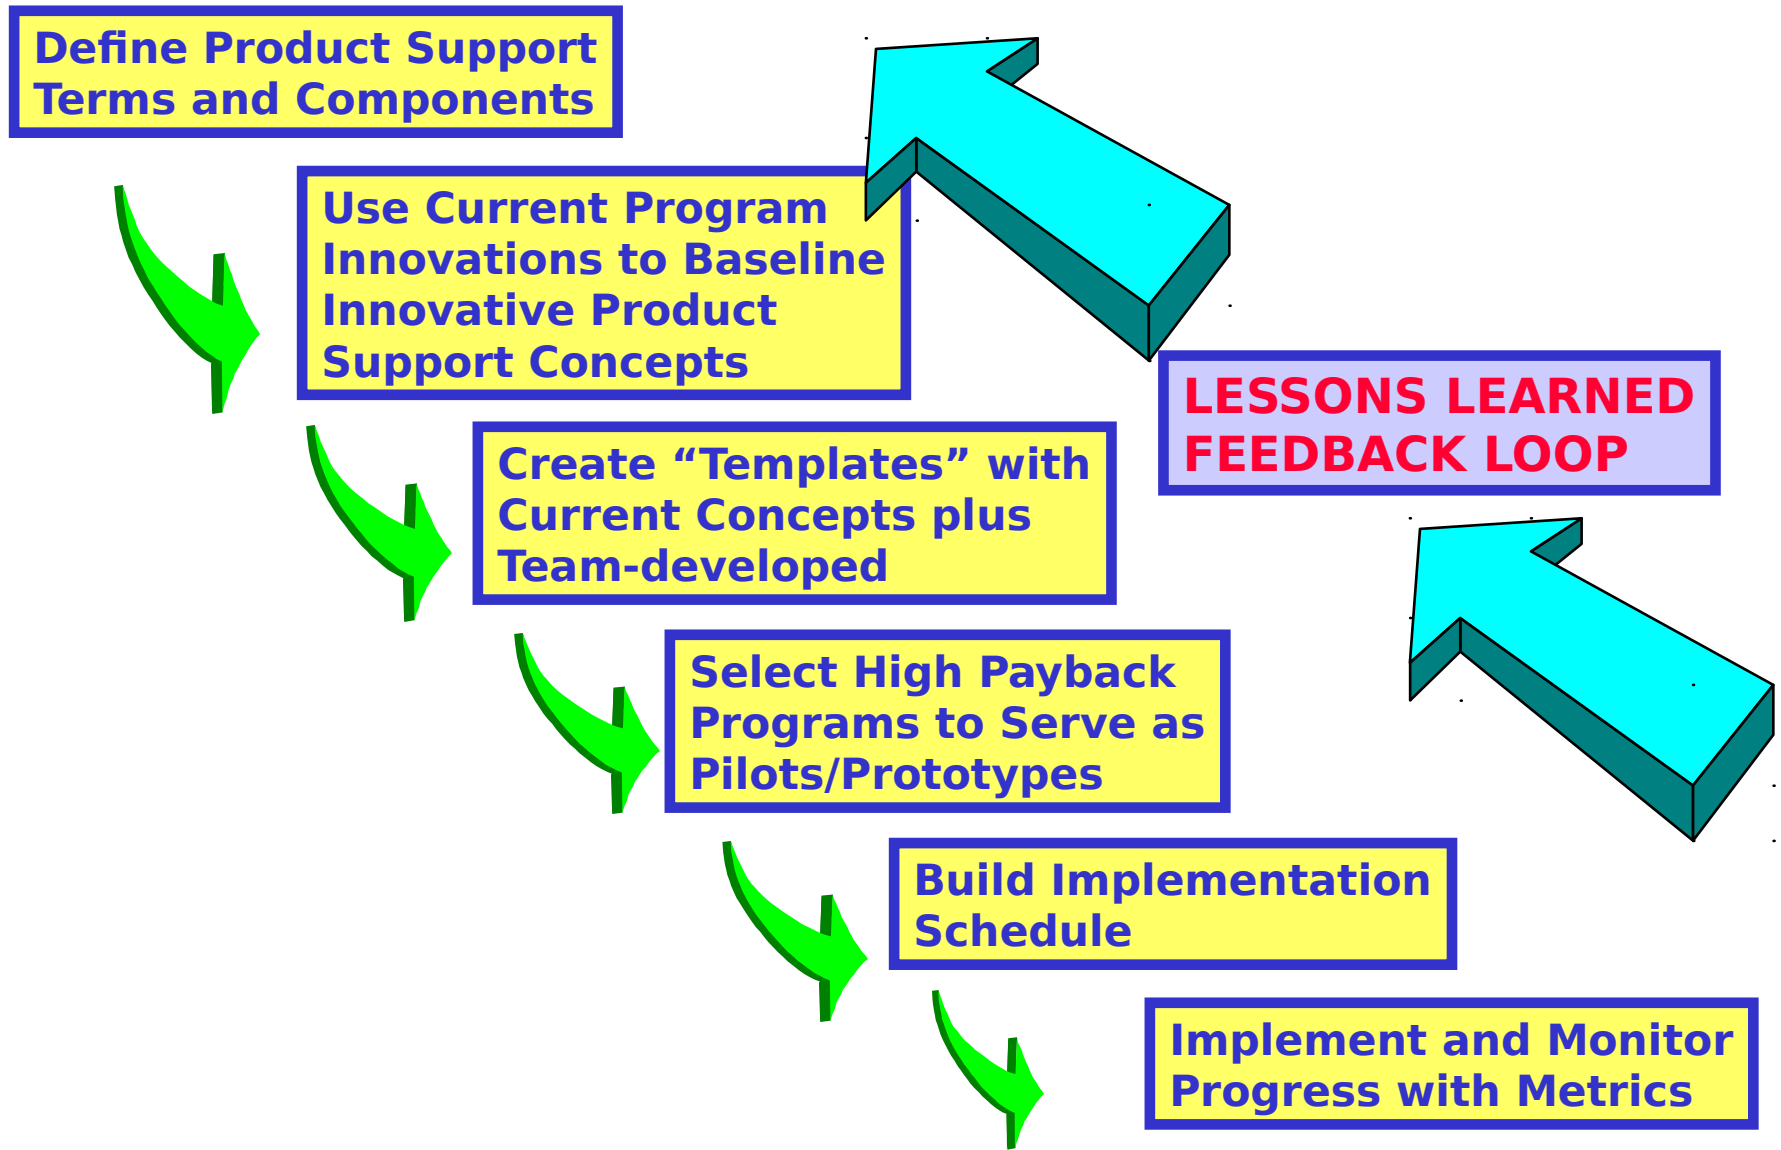 Define Product Support
Terms and Components
Use Current Program
Innovations to Baseline
Innovative Product
Support Concepts
LESSONS LEARNED
FEEDBACK LOOP
Create “Templates” with
Current Concepts plus
Team-developed
Select High Payback
Programs to Serve as
Pilots/Prototypes
Build Implementation
Schedule
Implement and Monitor
Progress with Metrics